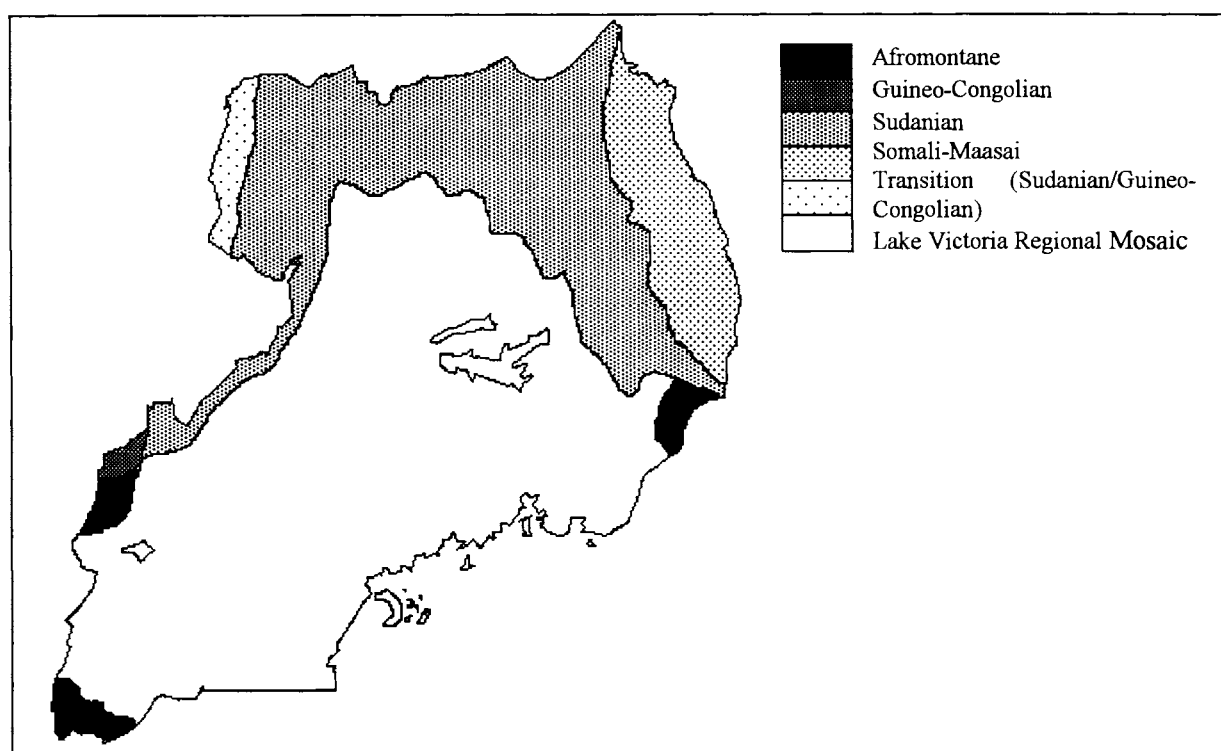 Afromontane
Guineo-Congolian
Sudanian
Somali-Maasai
Transition (Sudanian/Guineo-
Congolian)
Lake Victoria Regional Mosaic